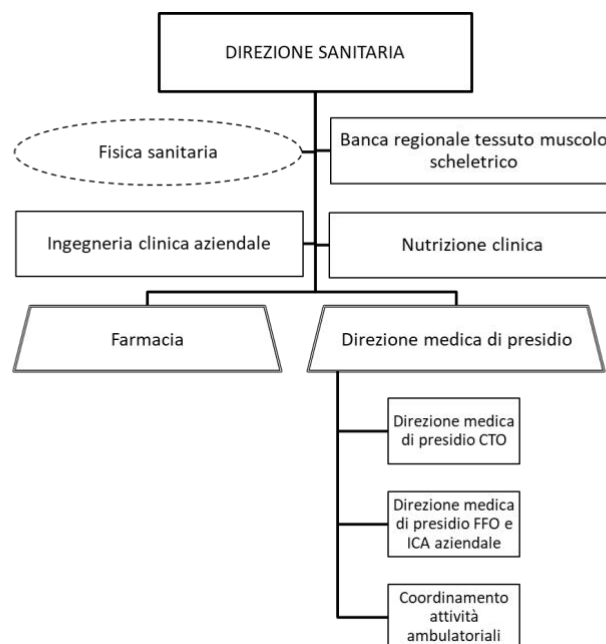 DIREZIONE SANITARIA
Fisica sanitaria
Banca regionale tessuto muscolo
scheletrico
Ingegneria clinica aziendale
Nutrizione clinica
Farmacia
Direzione medica di presidio
Direzione medica
di presidio CTO
Direzione medica
di presidio FFO e
ICA aziendale
Coordinamento
attività
ambulatoriali